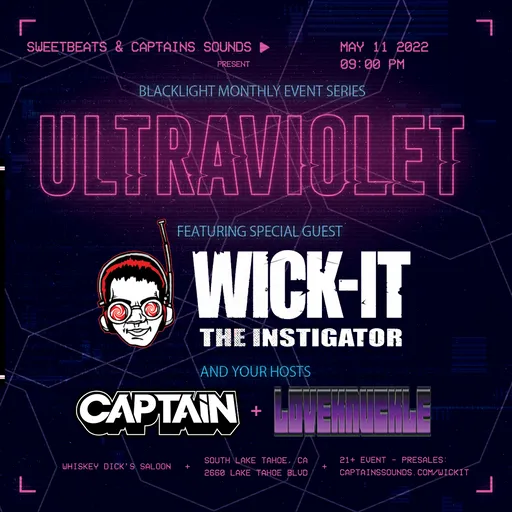 SWEETBEATS & CAPTAINS SOUNDS
PRESENT
MAY 11 2022
09:00 PM
BLACKLIGHT MONTHLY EVENT SERIES
ULTRAVIOLET
FEATURING SPECIAL GUEST
WICK-IT
THE INSTIGATOR
AND YOUR HOSTS
CAPTAIN + LOVEKNUCKLE
WHISKEY DICK'S SALOON + SOUTH LAKE TAHOE, CA + 21+ EVENT - PRESALES:
2660 LAKE TAHOE BLVD CAPTAINSSOUNDS.COM/WICKIT